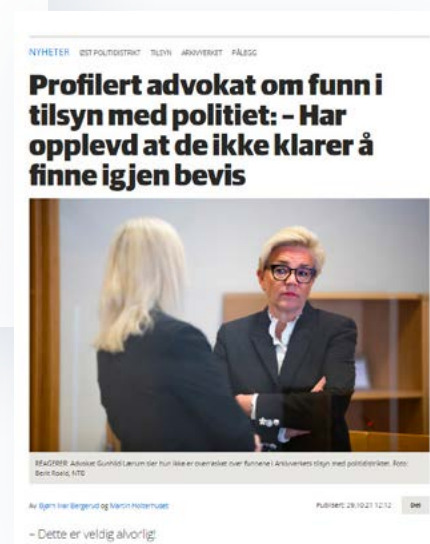 NYHETER ØST POLITIDISTRIKT TILSYN ARKIVVERKET PÅLEGG
Profilert advokat om funn i
tilsyn med politiet: – Har
opplevd at de ikke klarer å
finne igjen bevis
REAGERER: Advokat Gunhild Lærum sier hun ikke er overrasket over funnene i Arkivverkets tilsyn med politidistriktet. Foto:
Berit Roald, NTB
Av Bjørn Ivar Bergerud og Martin Holterhuset
Publisert: 29.10.21 12:12
Del
– Dette er veldig alvorlig!